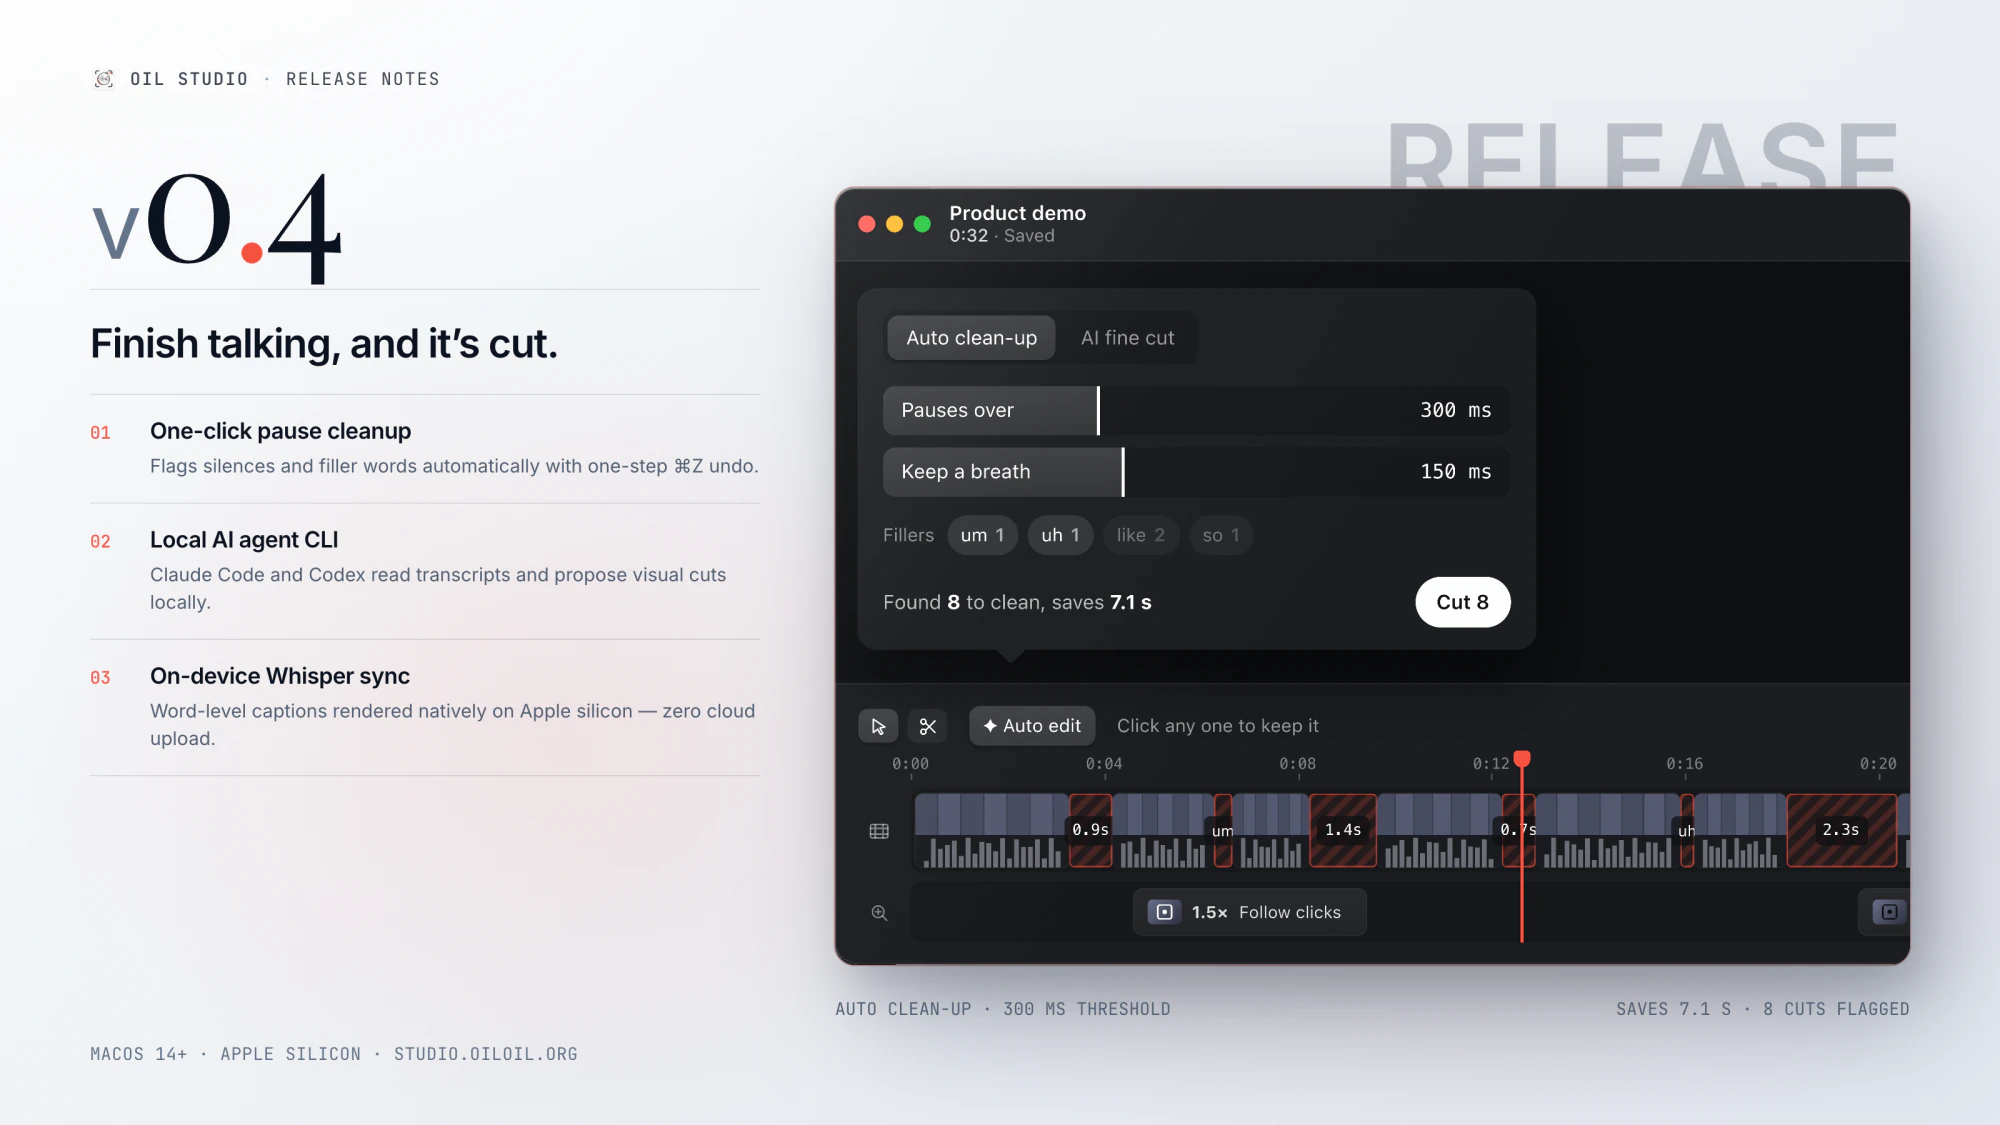 OIL STUDIO · RELEASE NOTES
v0.4
Finish talking, and it’s cut.
01 One-click pause cleanup
Flags silences and filler words automatically with one-step ⌘Z undo.
02 Local AI agent CLI
Claude Code and Codex read transcripts and propose visual cuts
locally.
03 On-device Whisper sync
Word-level captions rendered natively on Apple silicon — zero cloud
upload.
MACOS 14+ · APPLE SILICON · STUDIO.OILOIL.ORG
RELEASE
Product demo
0:32 · Saved
Auto clean-up AI fine cut
Pauses over 300 ms
Keep a breath 150 ms
Fillers um 1 uh 1 like 2 so 1
Found 8 to clean, saves 7.1 s Cut 8
✦ Auto edit Click any one to keep it
0:00 0:04 0:08 0:12 0:16 0:20
0.9s um 1.4s 0.7s uh 2.3s
1.5× Follow clicks
AUTO CLEAN-UP · 300 MS THRESHOLD
SAVES 7.1 S · 8 CUTS FLAGGED